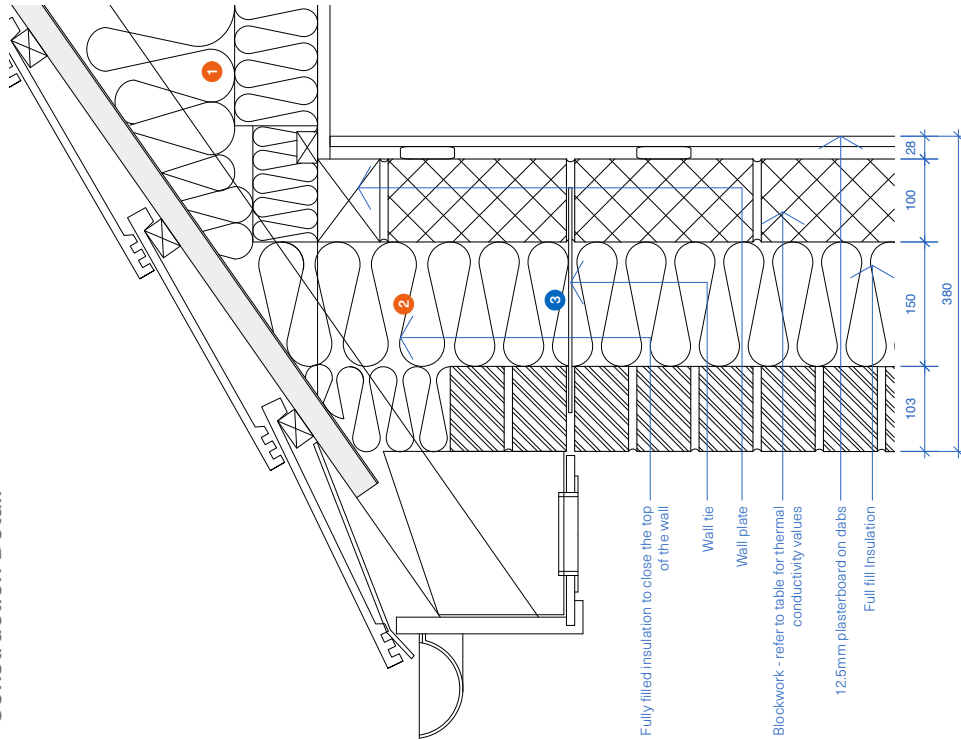 Construction Detail
1
2
3
Fully filled insulation to close the top
of the wall
Wall tie
Wall plate
Blockwork - refer to table for thermal
conductivity values
12.5mm plasterboard on dabs
Full fill Insulation
103
150
100
28
380